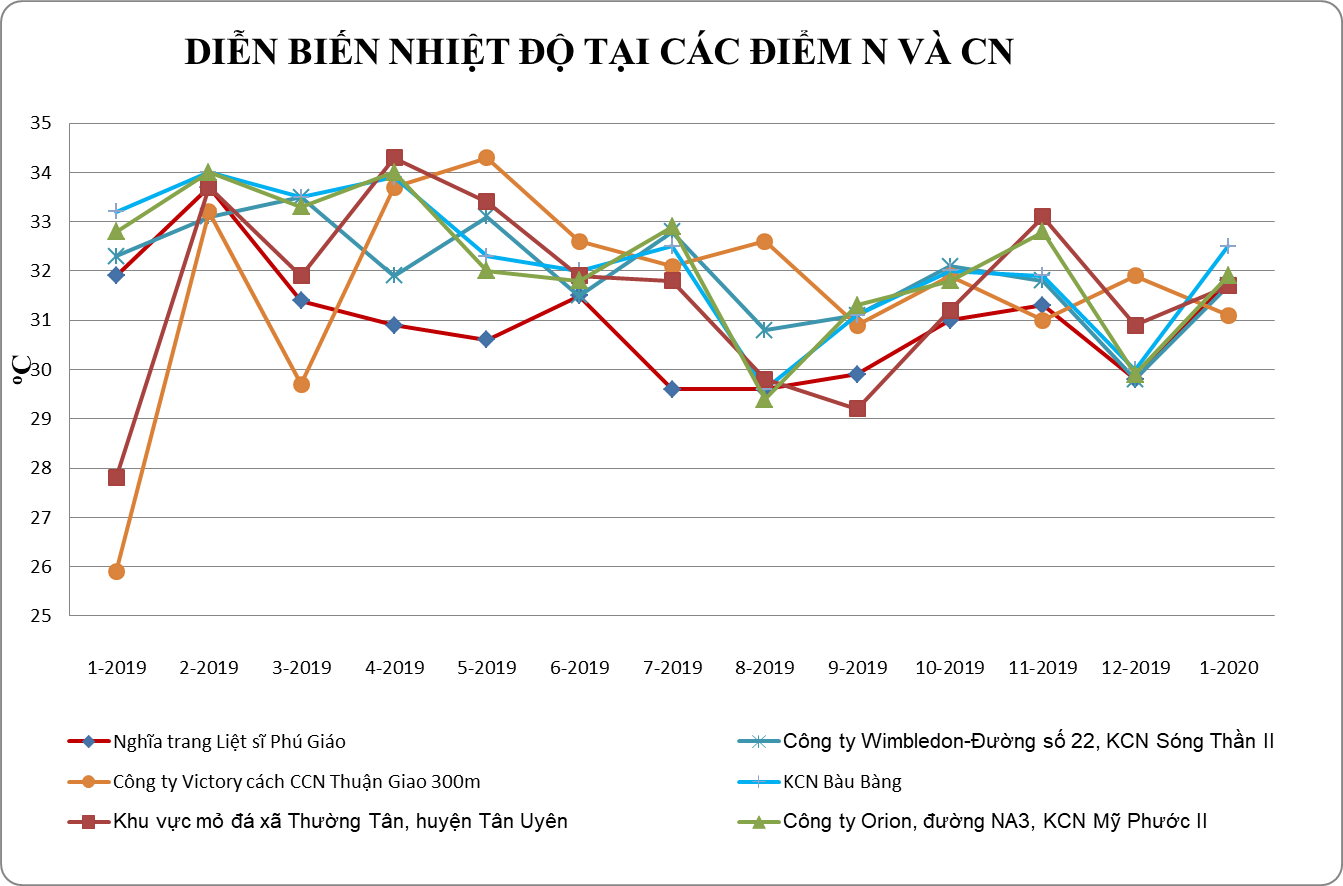 DIỄN BIẾN NHIỆT ĐỘ TẠI CÁC ĐIỂM N VÀ CN
35
34
33
32
31
30
29
28
27
26
25
ºC
1-2019 2-2019 3-2019 4-2019 5-2019 6-2019 7-2019 8-2019 9-2019 10-2019 11-2019 12-2019 1-2020
Nghĩa trang Liệt sĩ Phú Giáo Công ty Wimbledon-Đường số 22, KCN Sóng Thần II
Công ty Victory cách CCN Thuận Giao 300m KCN Bàu Bàng
Khu vực mỏ đá xã Thường Tân, huyện Tân Uyên Công ty Orion, đường NA3, KCN Mỹ Phước II